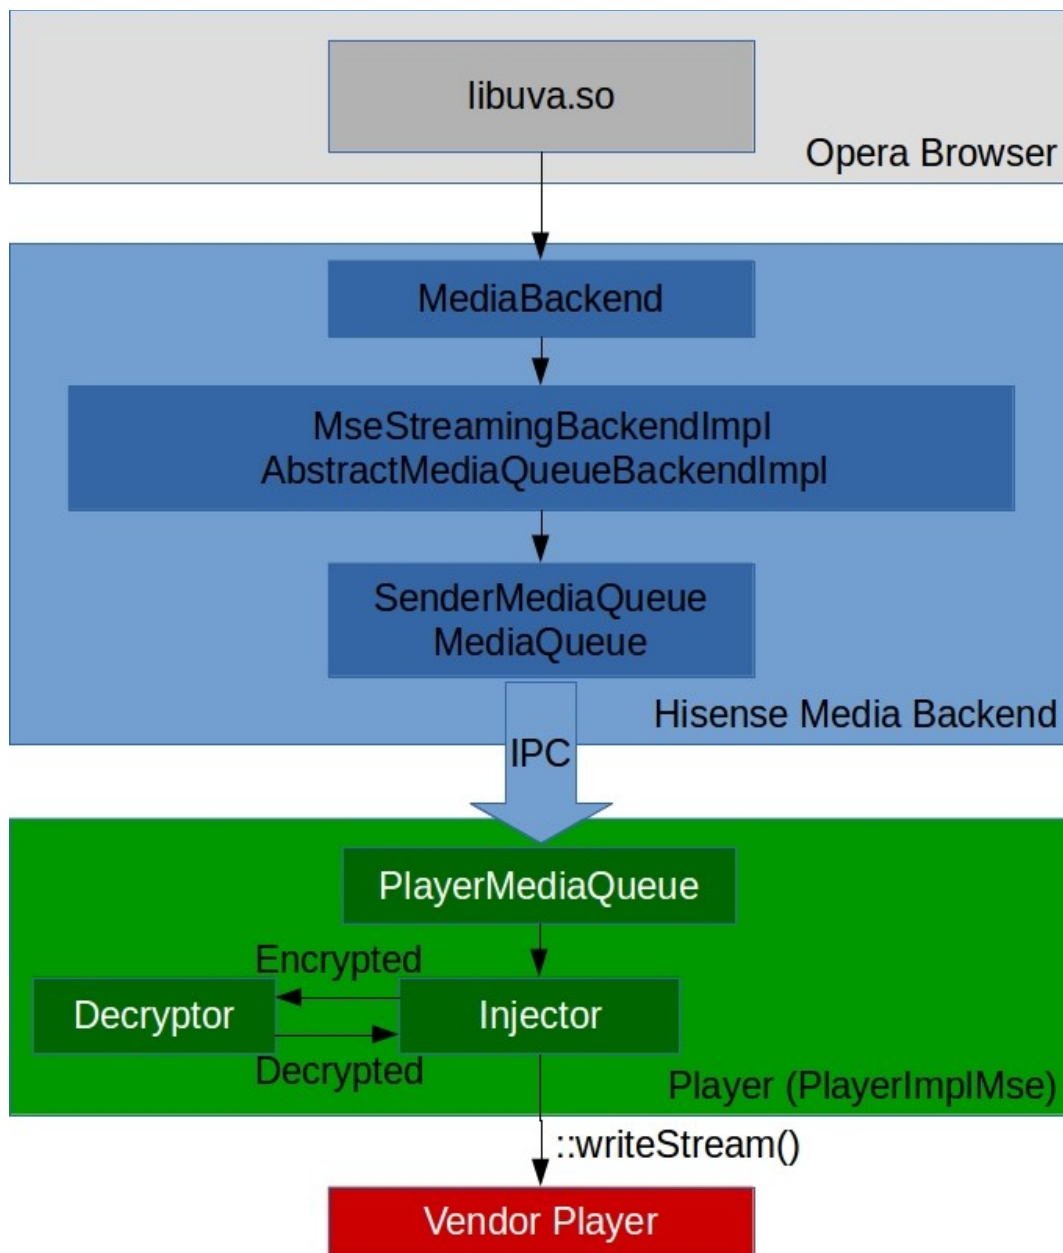 libuva.so
Opera Browser
MediaBackend
MseStreamingBackendImpl
AbstractMediaQueueBackendImpl
SenderMediaQueue
MediaQueue
Hisense Media Backend
IPC
PlayerMediaQueue
Encrypted
Decryptor
Injector
Decrypted
Player (PlayerImplMse)
::writeStream()
Vendor Player